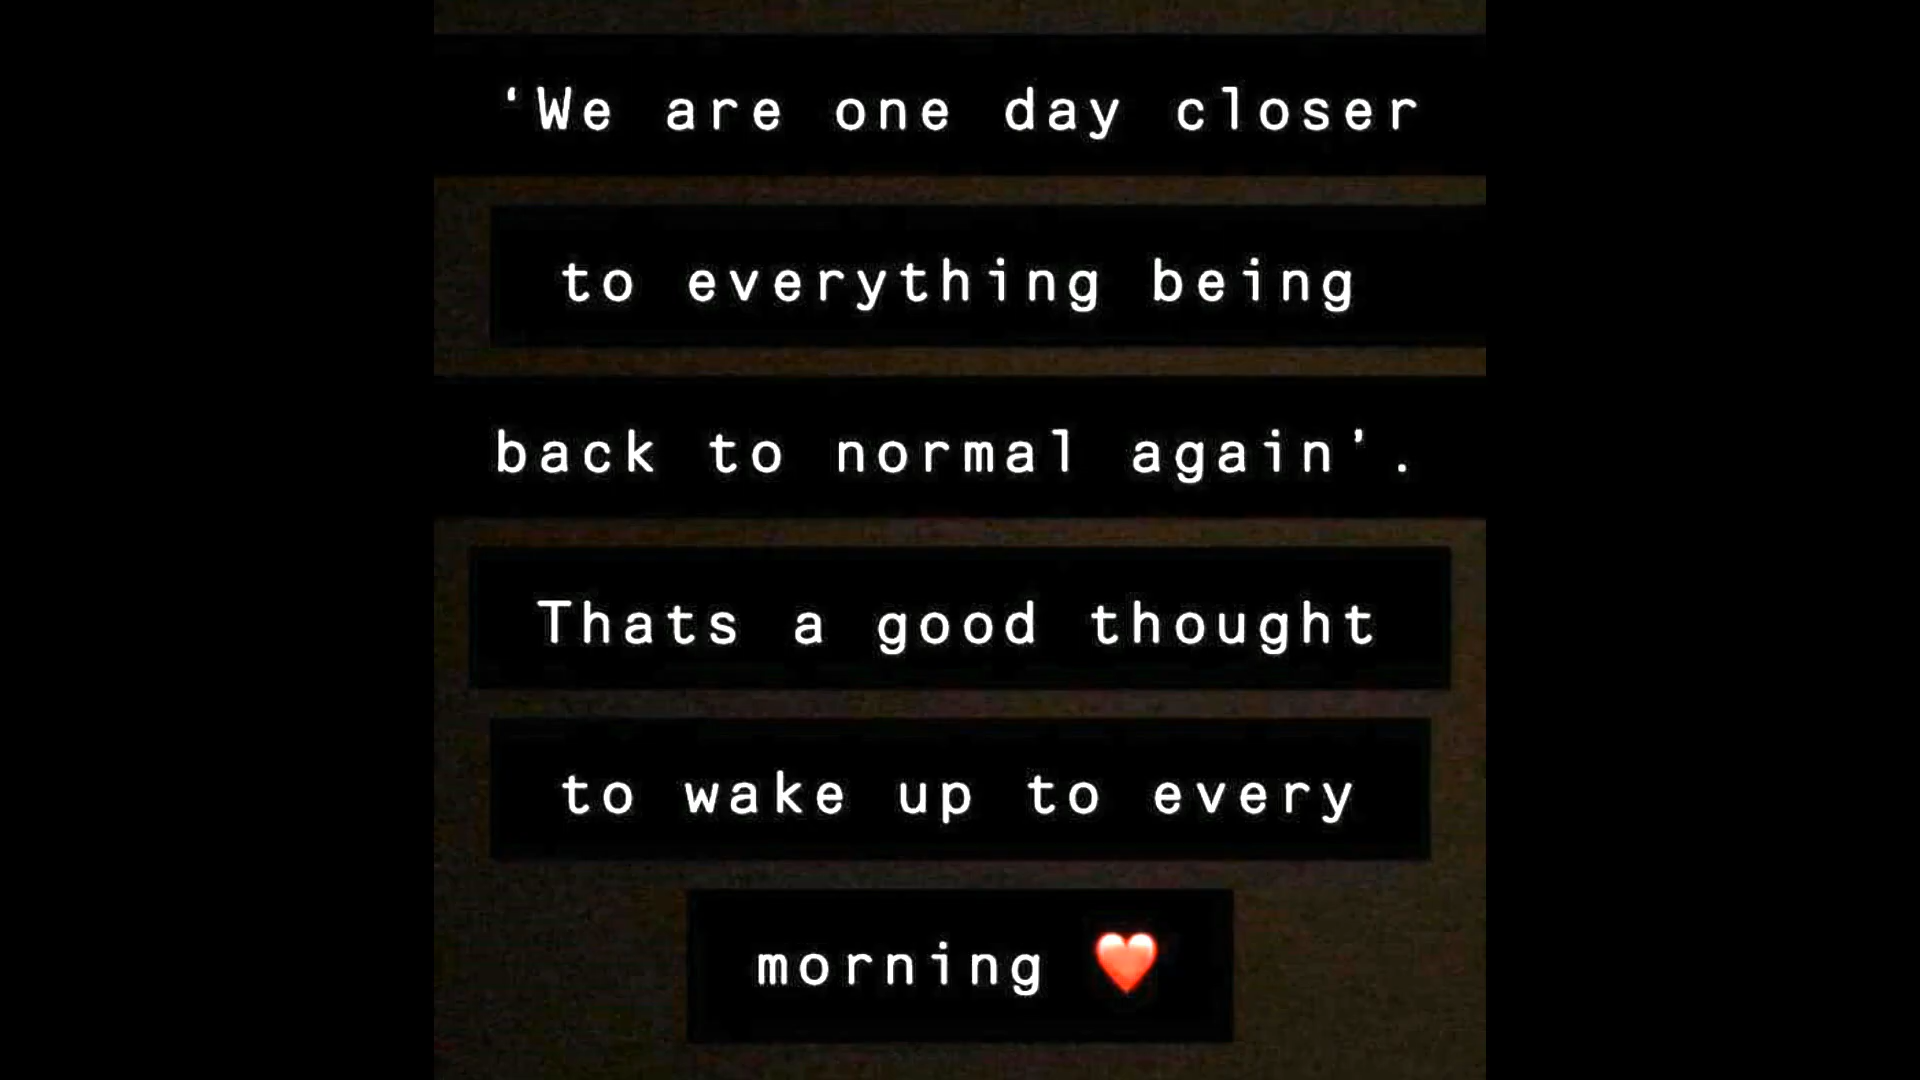 ‘We are one day closer
to everything being
back to normal again’.
Thats a good thought
to wake up to every
morning ❤️